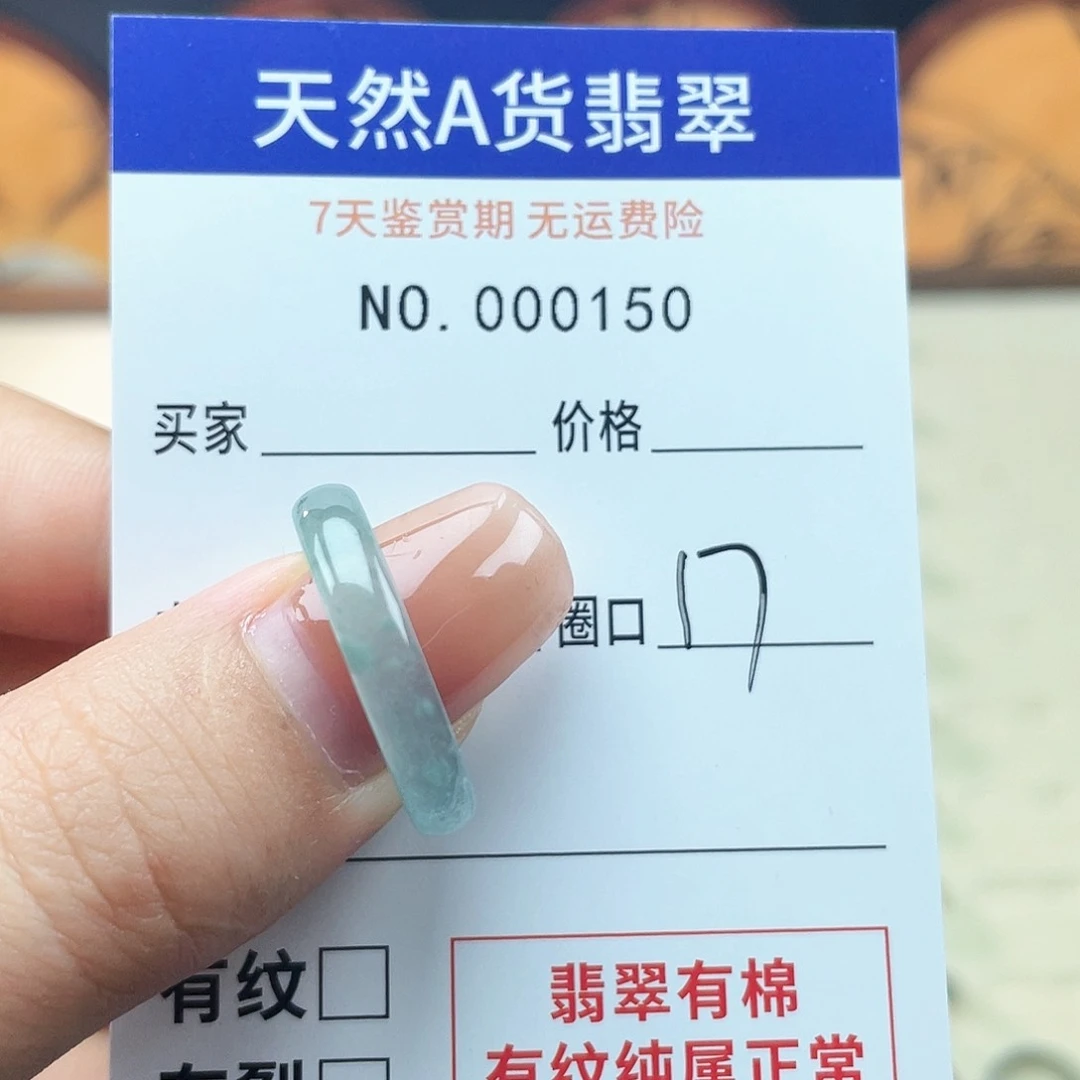 天然A货翡翠
7天鉴赏期 无运费险
NO. 000150
买家 价格
圈口 17
有纹
翡翠有棉
有纹纯属正常